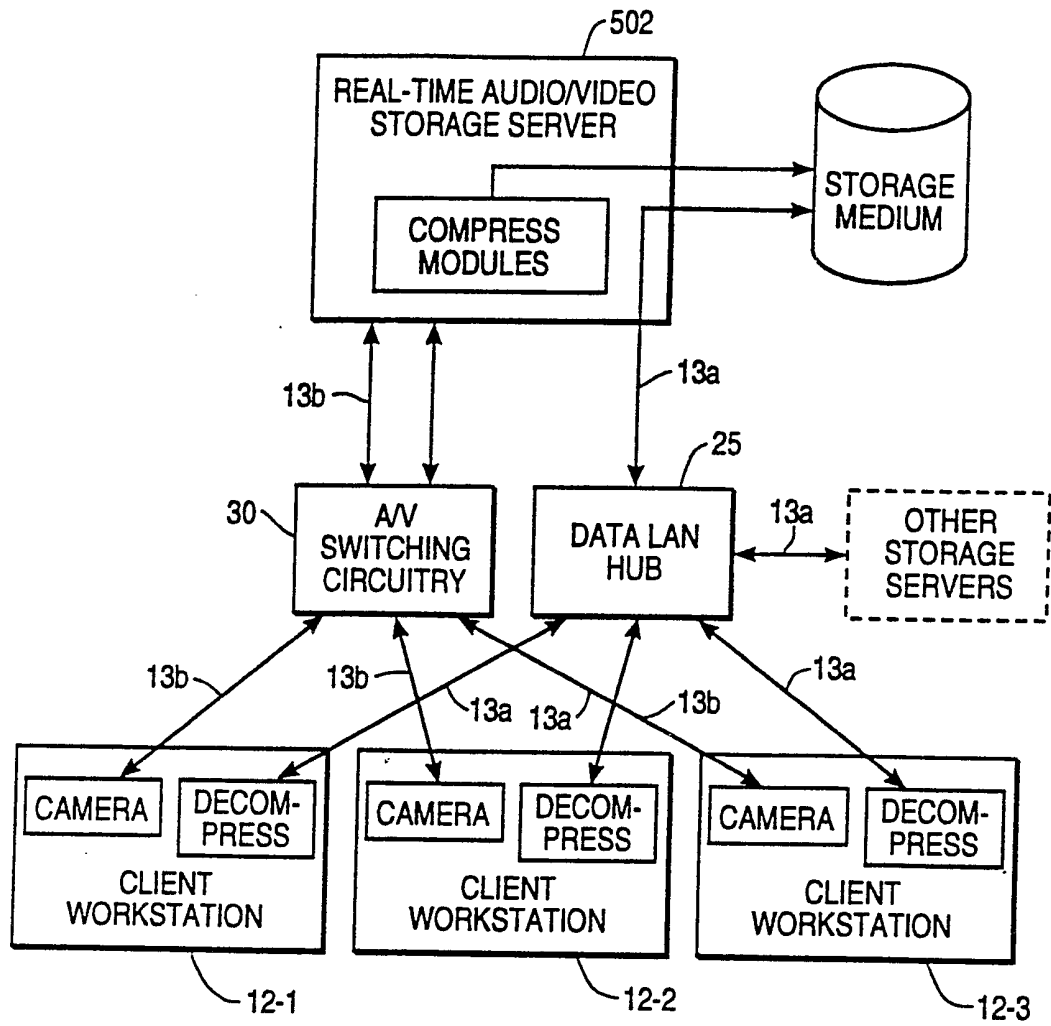 502
REAL-TIME AUDIO/VIDEO
STORAGE SERVER
COMPRESS
MODULES
STORAGE
MEDIUM
13b
13a
25
30
A/V
SWITCHING
CIRCUITRY
DATA LAN
HUB
13a
OTHER
STORAGE
SERVERS
13b
13b
13a
13a
13b
13a
CAMERA
DECOM-
PRESS
CLIENT
WORKSTATION
CAMERA
DECOM-
PRESS
CLIENT
WORKSTATION
CAMERA
DECOM-
PRESS
CLIENT
WORKSTATION
12-1
12-2
12-3